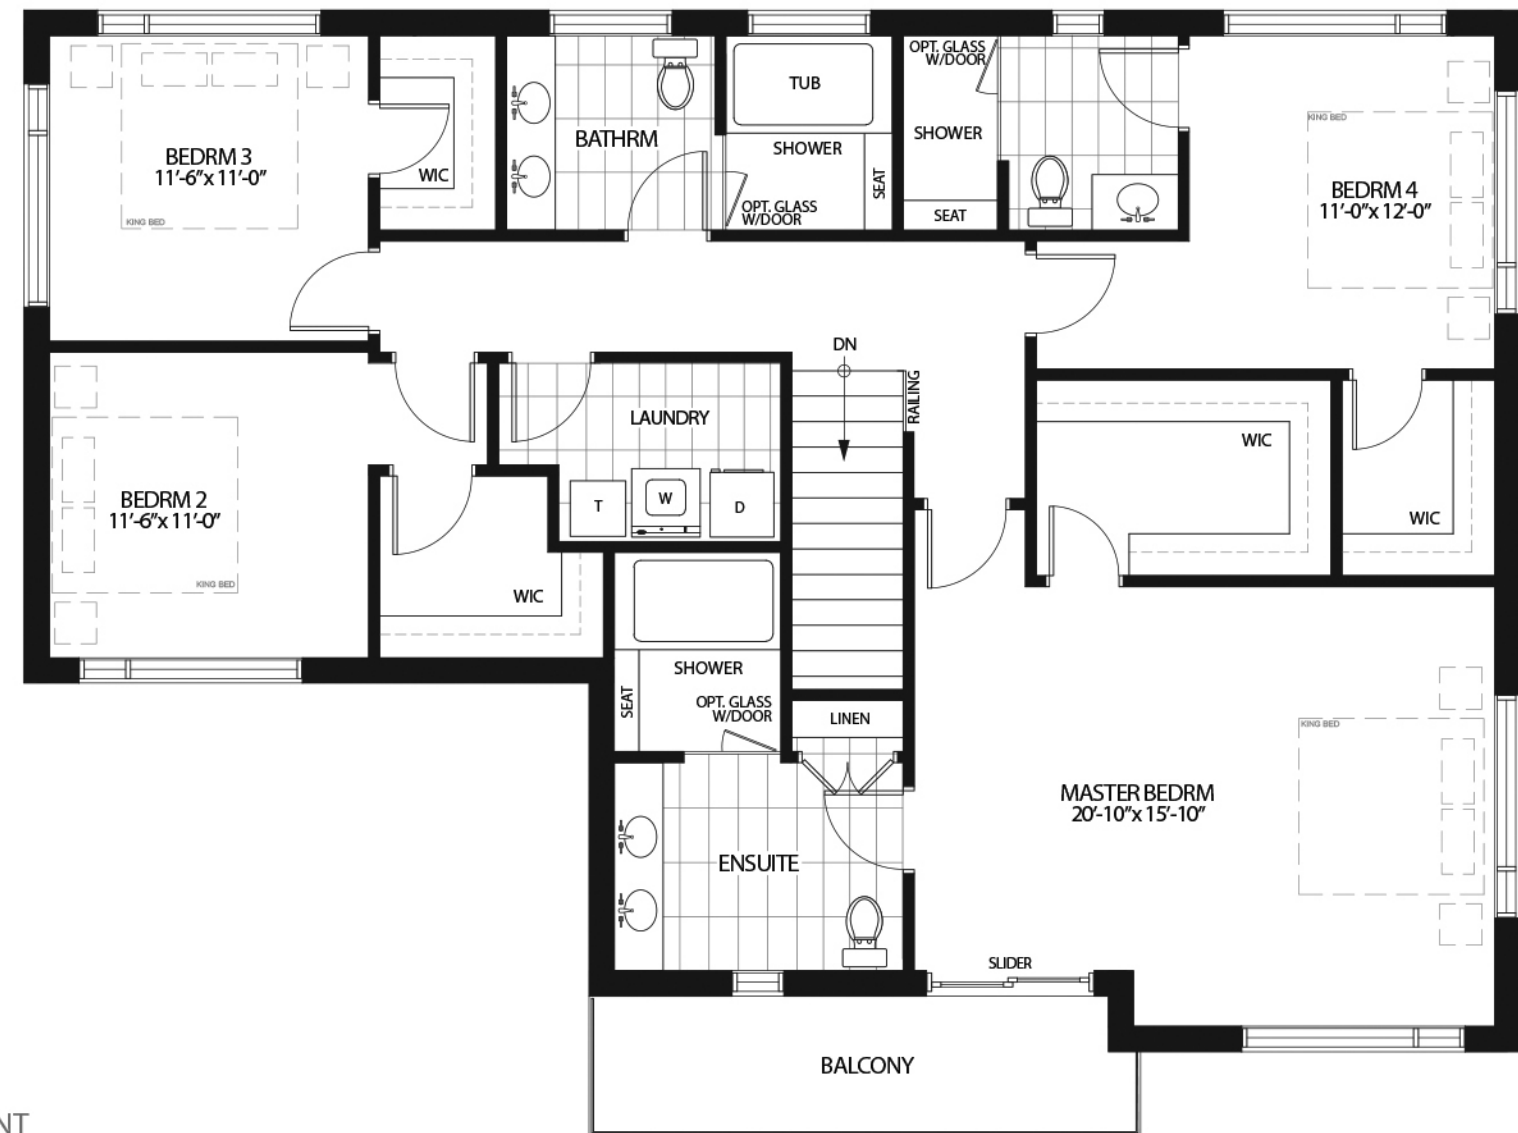 OPT. GLASS
W/DOOR
TUB
BATHRM
SHOWER
SHOWER
KING BED
BEDRM 3
11'-6"x 11'-0"
WIC
SEAT
BEDRM 4
11'-0"x 12'-0"
OPT. GLASS
W/DOOR
SEAT
KING BED
DN
RAILING
LAUNDRY
WIC
BEDRM 2
11'-6"x 11'-0"
T
W
D
WIC
KING BED
WIC
SHOWER
SEAT
OPT. GLASS
W/DOOR
LINEN
KING BED
MASTER BEDRM
20'-10"x 15'-10"
ENSUITE
SLIDER
BALCONY
NT